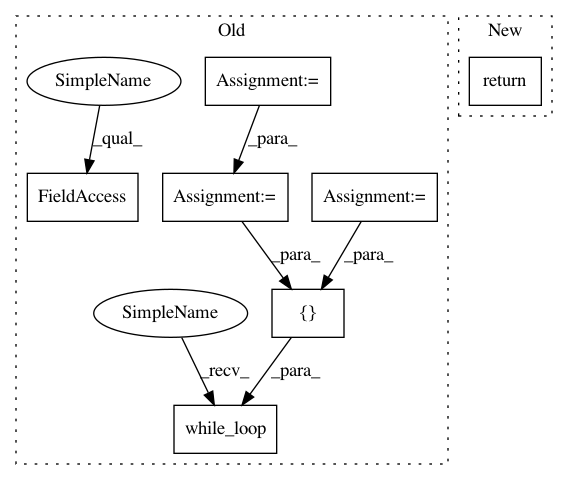 Old
New
SimpleName
Assignment:=
return
_qual_
_para_
FieldAccess
Assignment:=
Assignment:=
_para_
_para_
SimpleName
{}
_recv_
_para_
while_loop